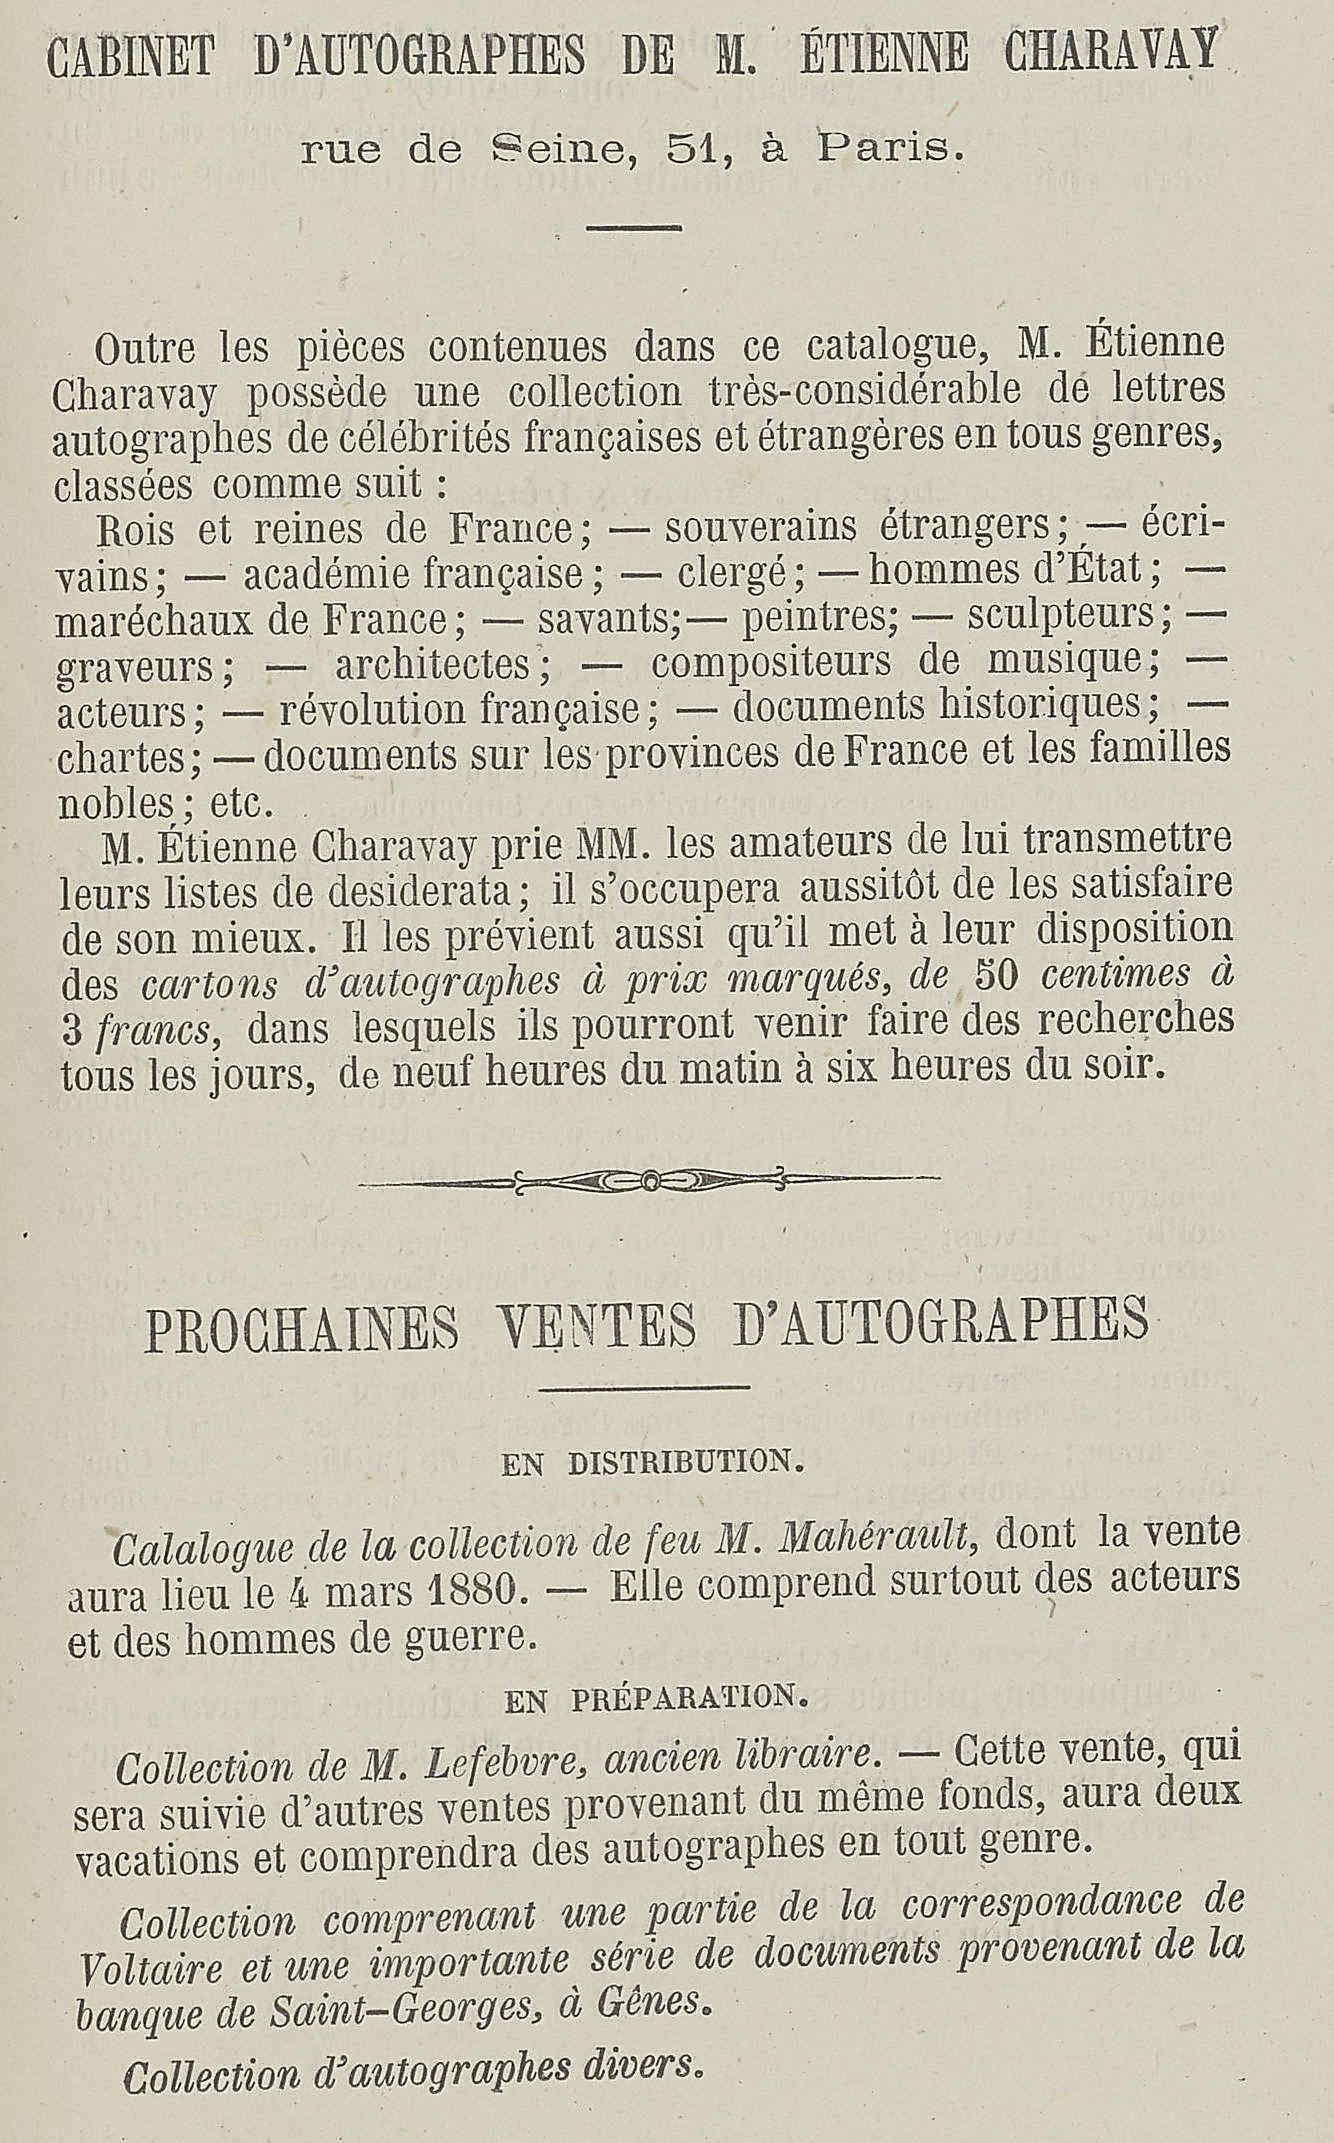 CABINET D'AUTOGRAPHES DE M. ÉTIENNE CHARAVAY
rue de Seine, 51, à Paris.
Outre les pièces contenues dans ce catalogue, M. Étienne
Charavay possède une collection très-considérable de lettres
autographes de célébrités françaises et étrangères en tous genres,
classées comme suit :
Rois et reines de France; — souverains étrangers; — écri-
vains; — académie française; — clergé; — hommes d'État; —
maréchaux de France; — savants; — peintres; — sculpteurs; —
graveurs; — architectes; — compositeurs de musique; —
acteurs; — révolution française; — documents historiques; —
chartes; — documents sur les provinces de France et les familles
nobles; etc.
M. Étienne Charavay prie MM. les amateurs de lui transmettre
leurs listes de desiderata; il s'occupera aussitôt de les satisfaire
de son mieux. Il les prévient aussi qu'il met à leur disposition
des cartons d'autographes à prix marqués, de 50 centimes à
3 francs, dans lesquels ils pourront venir faire des recherches
tous les jours, de neuf heures du matin à six heures du soir.
PROCHAINES VENTES D'AUTOGRAPHES
EN DISTRIBUTION.
Calalogue de la collection de feu M. Mahérault, dont la vente
aura lieu le 4 mars 1880. — Elle comprend surtout des acteurs
et des hommes de guerre.
EN PRÉPARATION.
Collection de M. Lefebvre, ancien libraire. — Cette vente, qui
sera suivie d'autres ventes provenant du même fonds, aura deux
vacations et comprendra des autographes en tout genre.
Collection comprenant une partie de la correspondance de
Voltaire et une importante série de documents provenant de la
banque de Saint-Georges, à Gênes.
Collection d'autographes divers.